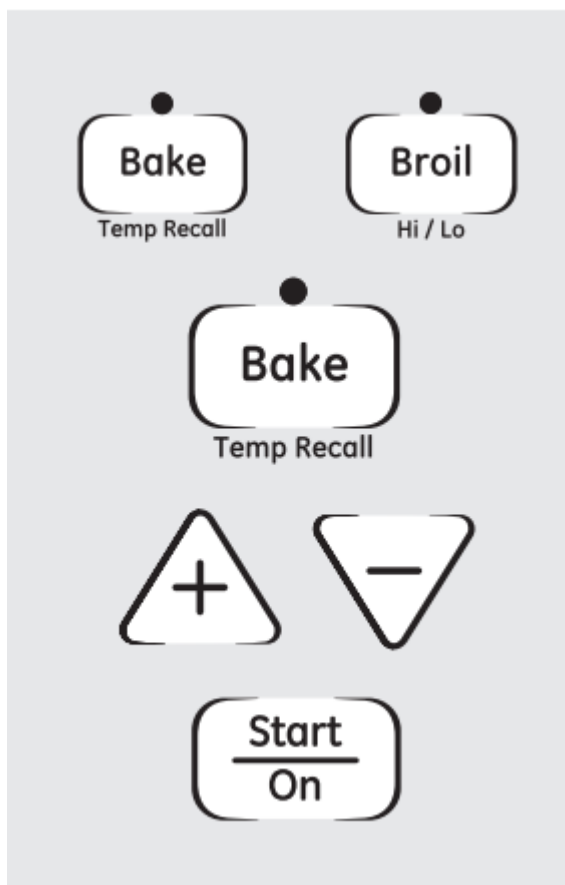 Bake
Temp Recall
Broil
Hi / Lo
Bake
Temp Recall
+
-
Start
On